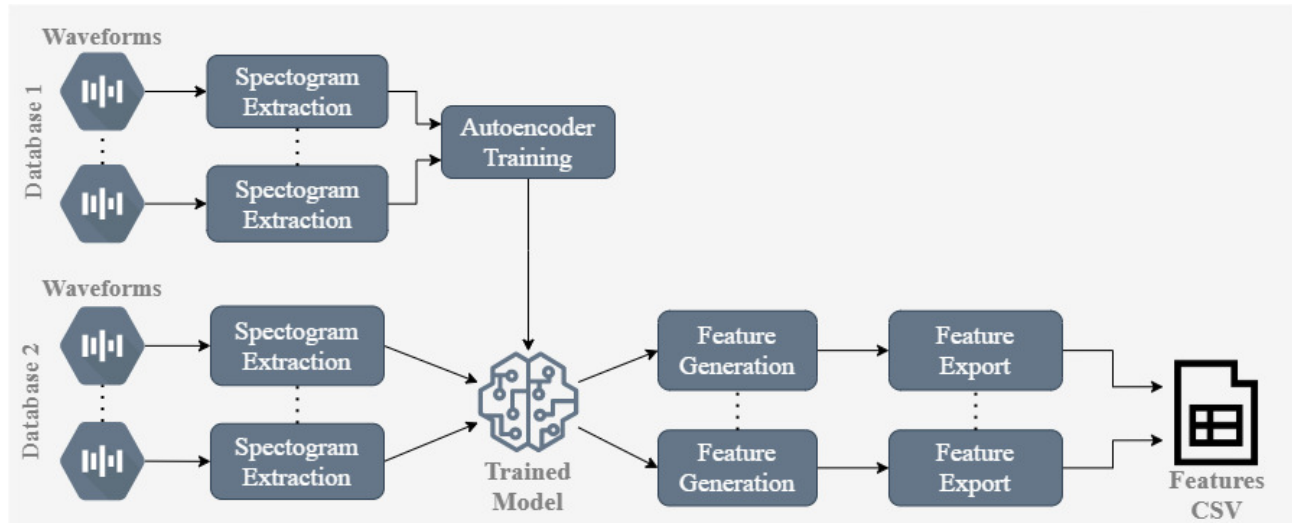 Waveforms
Database 1
Spectogram
Extraction
Spectogram
Extraction
Autoencoder
Training
Waveforms
Database 2
Spectogram
Extraction
Spectogram
Extraction
Trained
Model
Feature
Generation
Feature
Generation
Feature
Export
Feature
Export
Features
CSV